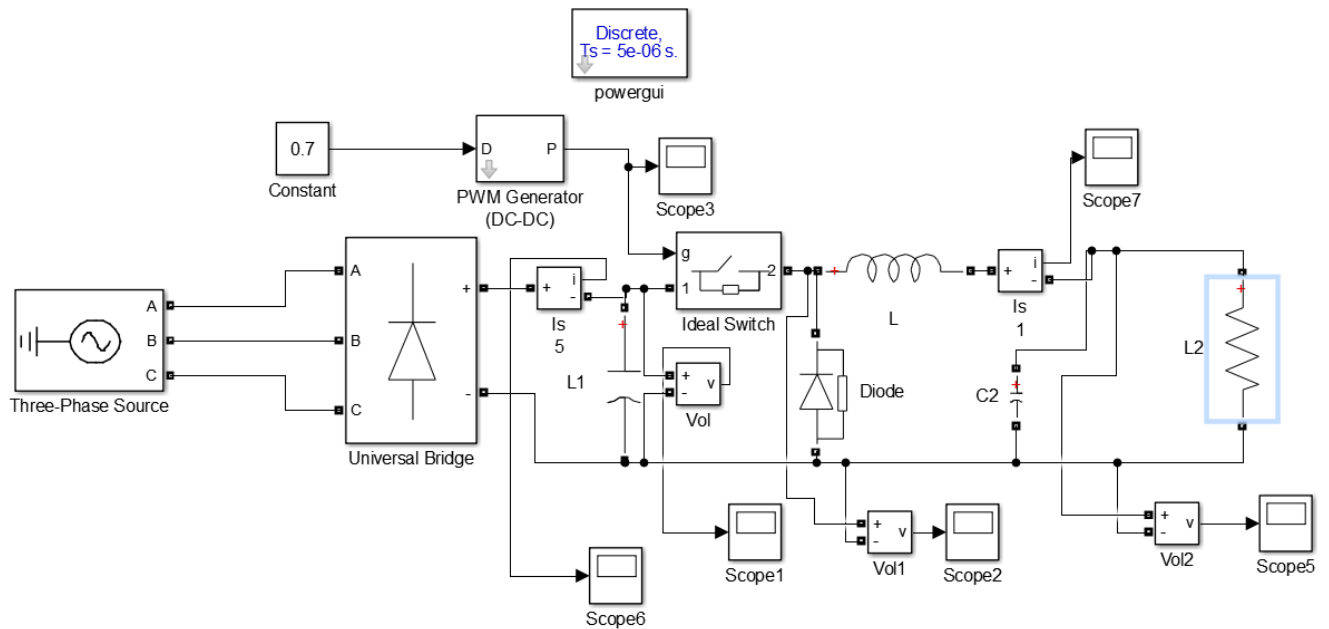 Discrete,
Ts = 5e-06 s.
powergui
0.7
Constant
D
P
PWM Generator
(DC-DC)
Scope3
Scope7
A
B
C
Three-Phase Source
A
B
C
+
-
Universal Bridge
+
i
-
Is
5
g
1
2
Ideal Switch
+
L
+
i
-
Is
1
+
L2
+
L1
+
-
v
Vol
Diode
+
C2
Scope6
Scope1
+
-
v
Vol1
Scope2
+
-
v
Vol2
Scope5